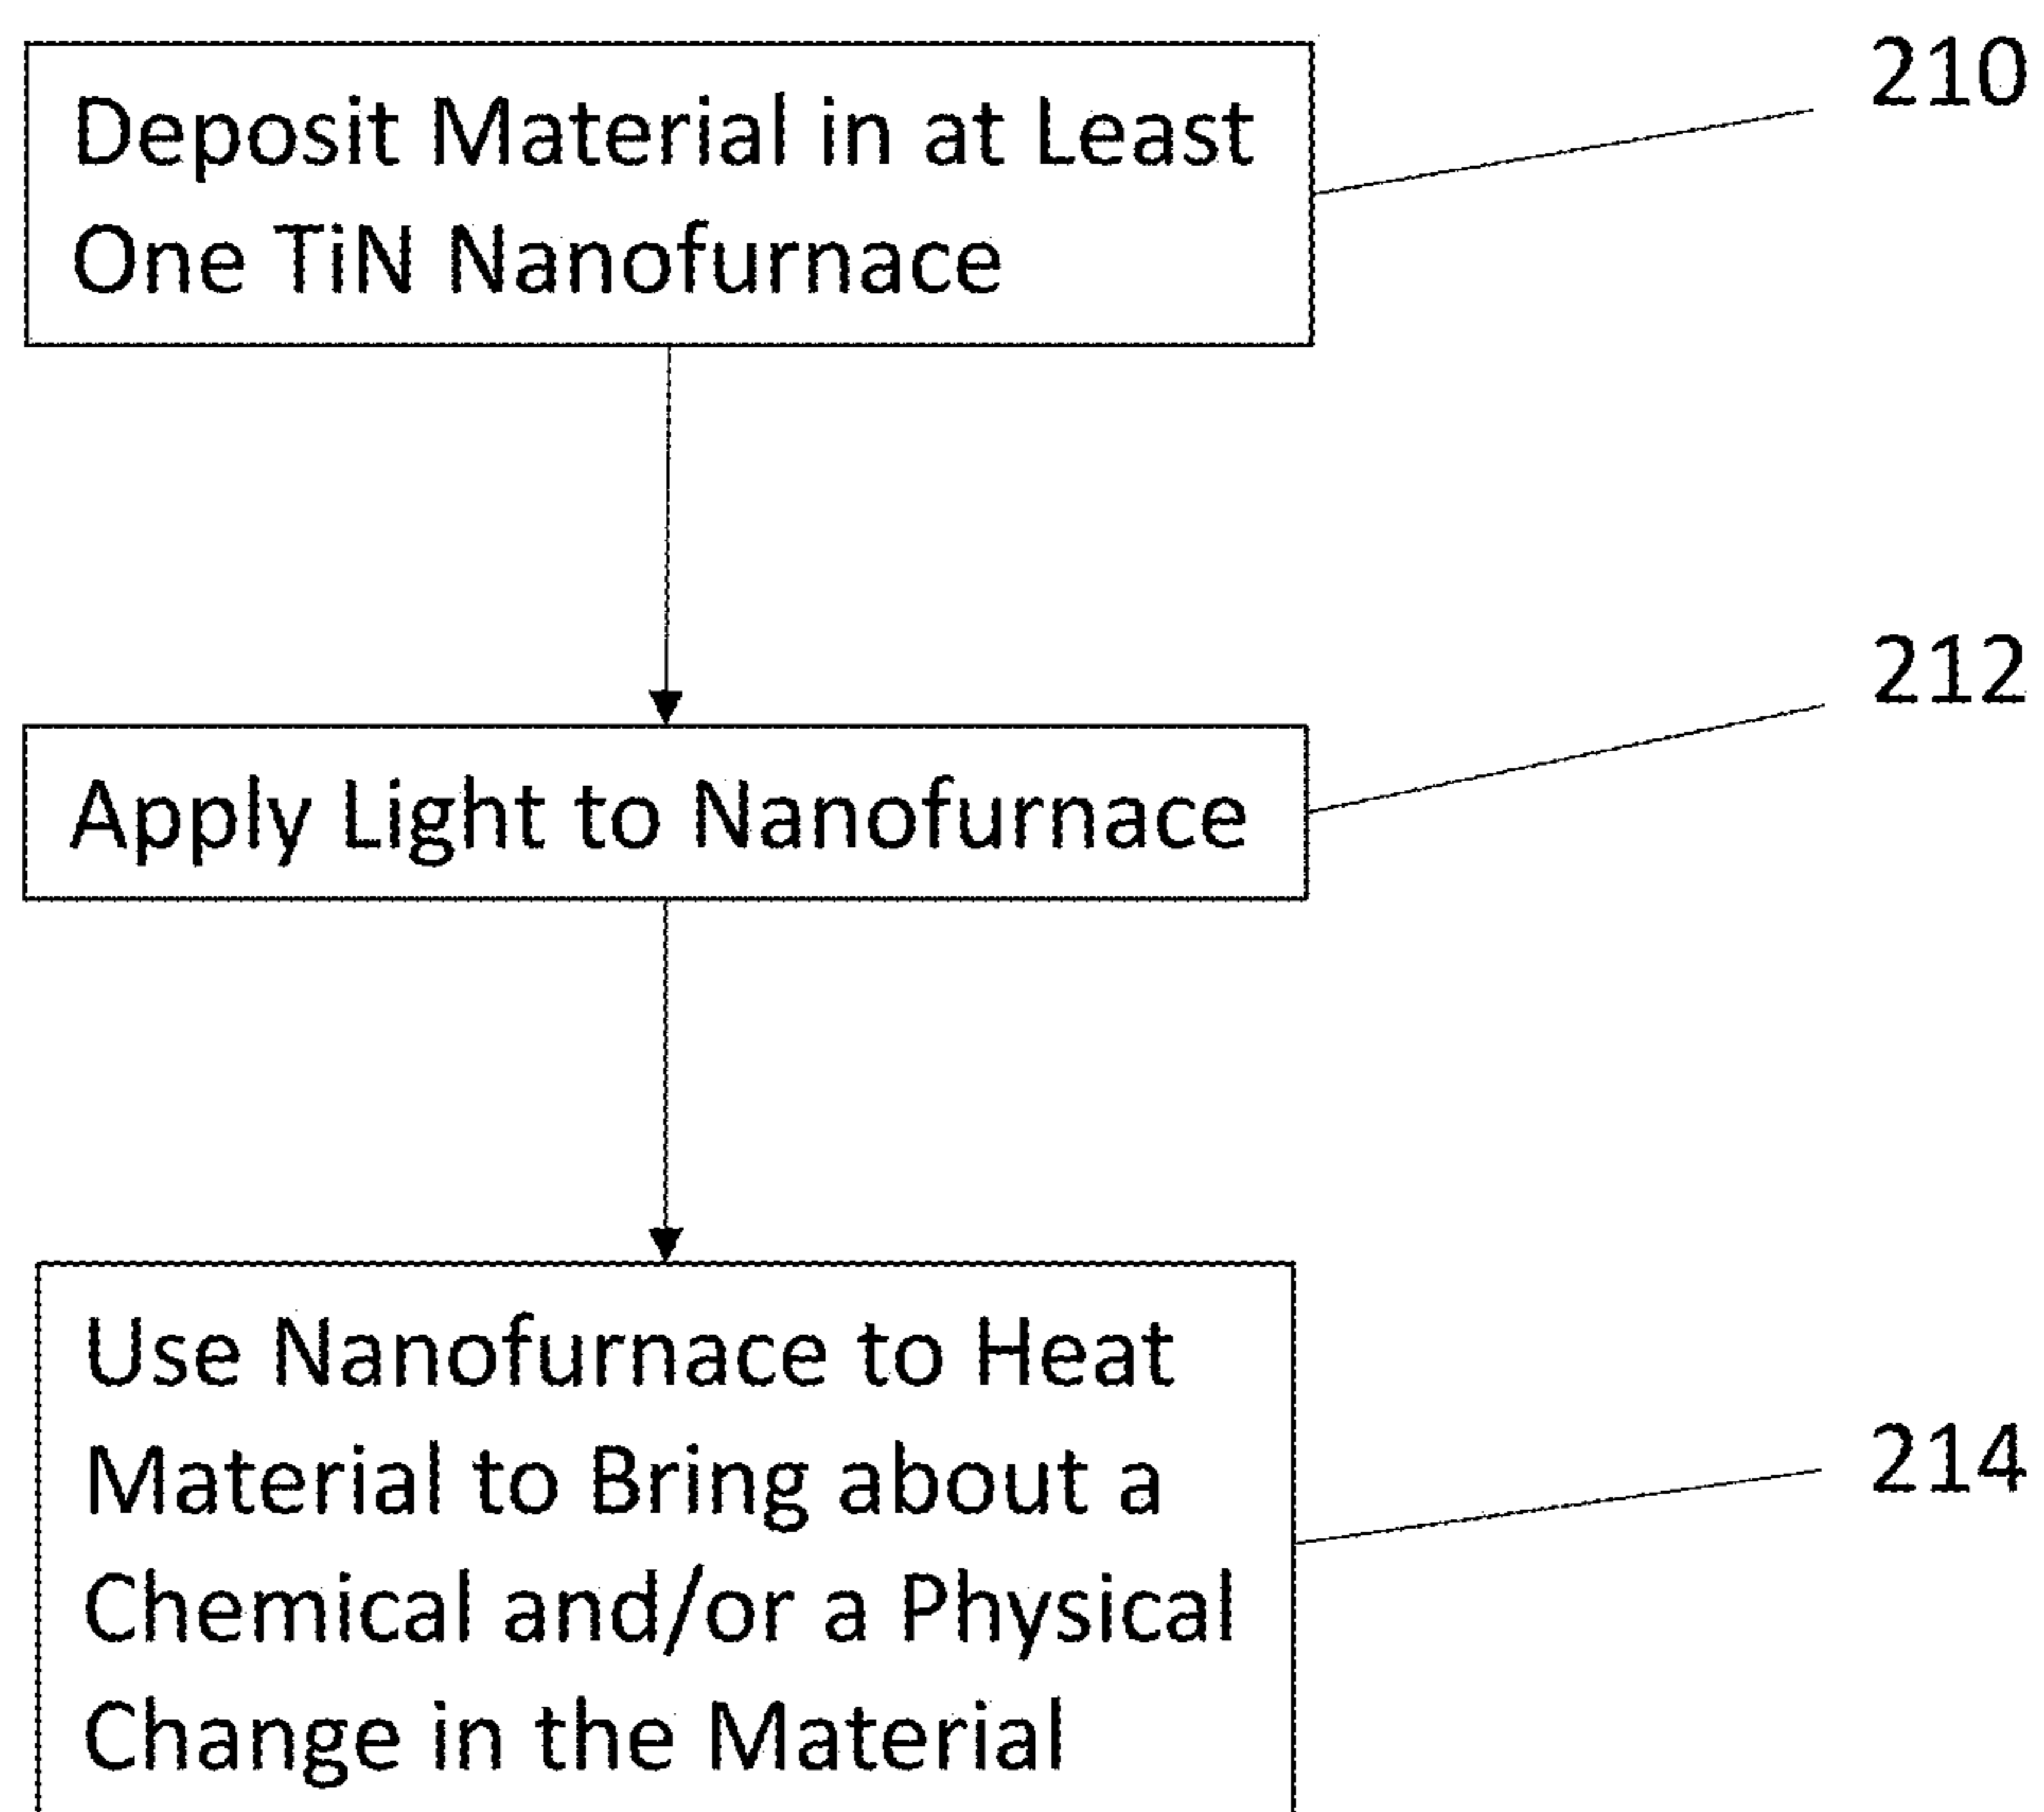 Deposit Material in at Least
One TiN Nanofurnace
210
Apply Light to Nanofurnace
212
Use Nanofurnace to Heat
Material to Bring about a
Chemical and/or a Physical
Change in the Material
214